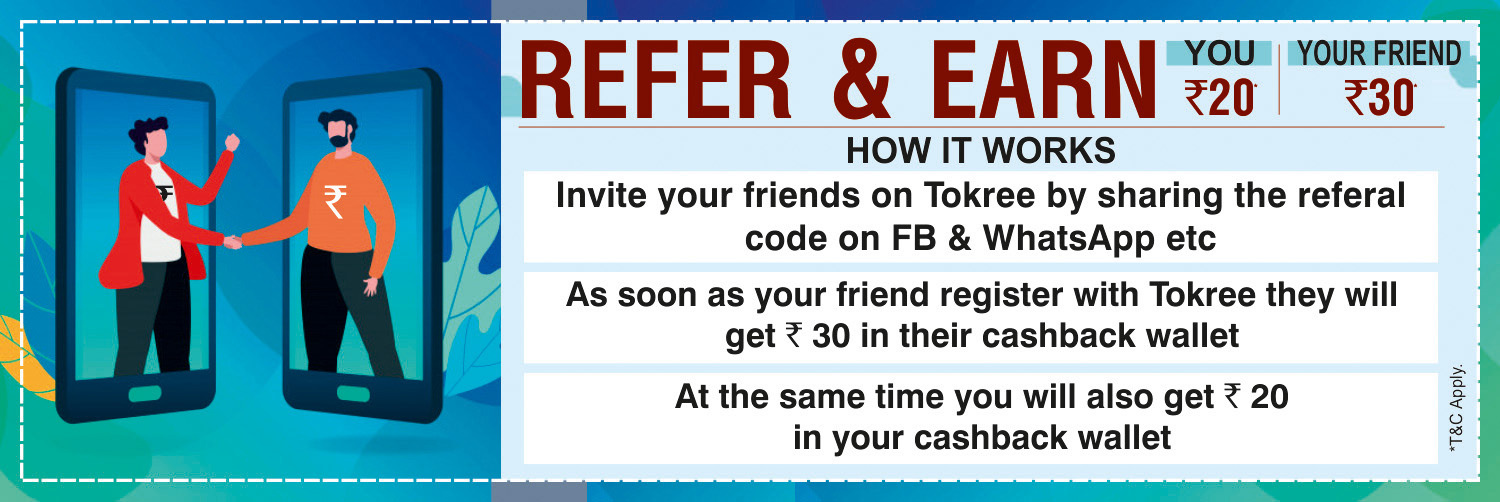 REFER & EARN
YOU
₹20*
YOUR FRIEND
₹30*
HOW IT WORKS
Invite your friends on Tokree by sharing the referal
code on FB & WhatsApp etc
As soon as your friend register with Tokree they will
get ₹ 30 in their cashback wallet
At the same time you will also get ₹ 20
in your cashback wallet
*T&C Apply.
₹
₹